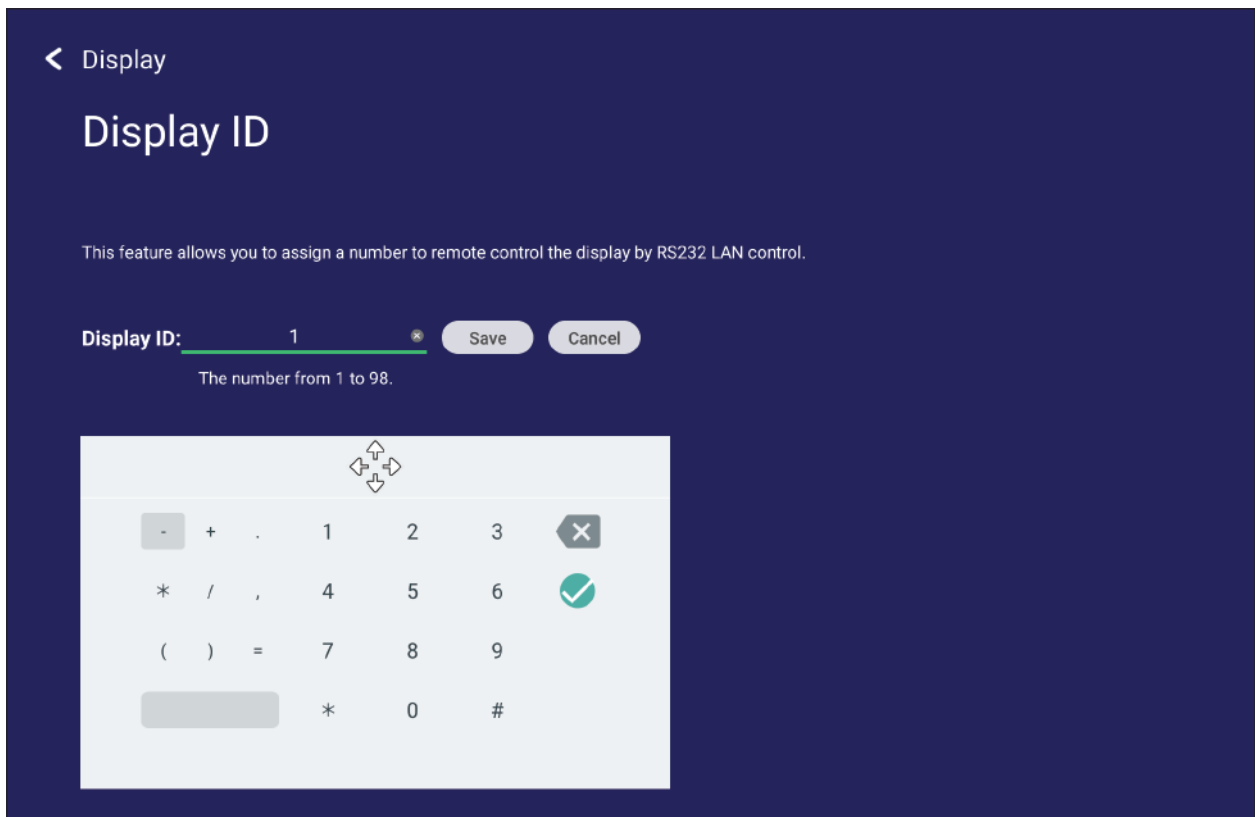 Display
Display ID
This feature allows you to assign a number to remote control the display by RS232 LAN control.
Display ID: 1 Save Cancel
The number from 1 to 98.
- + . 1 2 3
* / , 4 5 6
( ) = 7 8 9
* 0 #